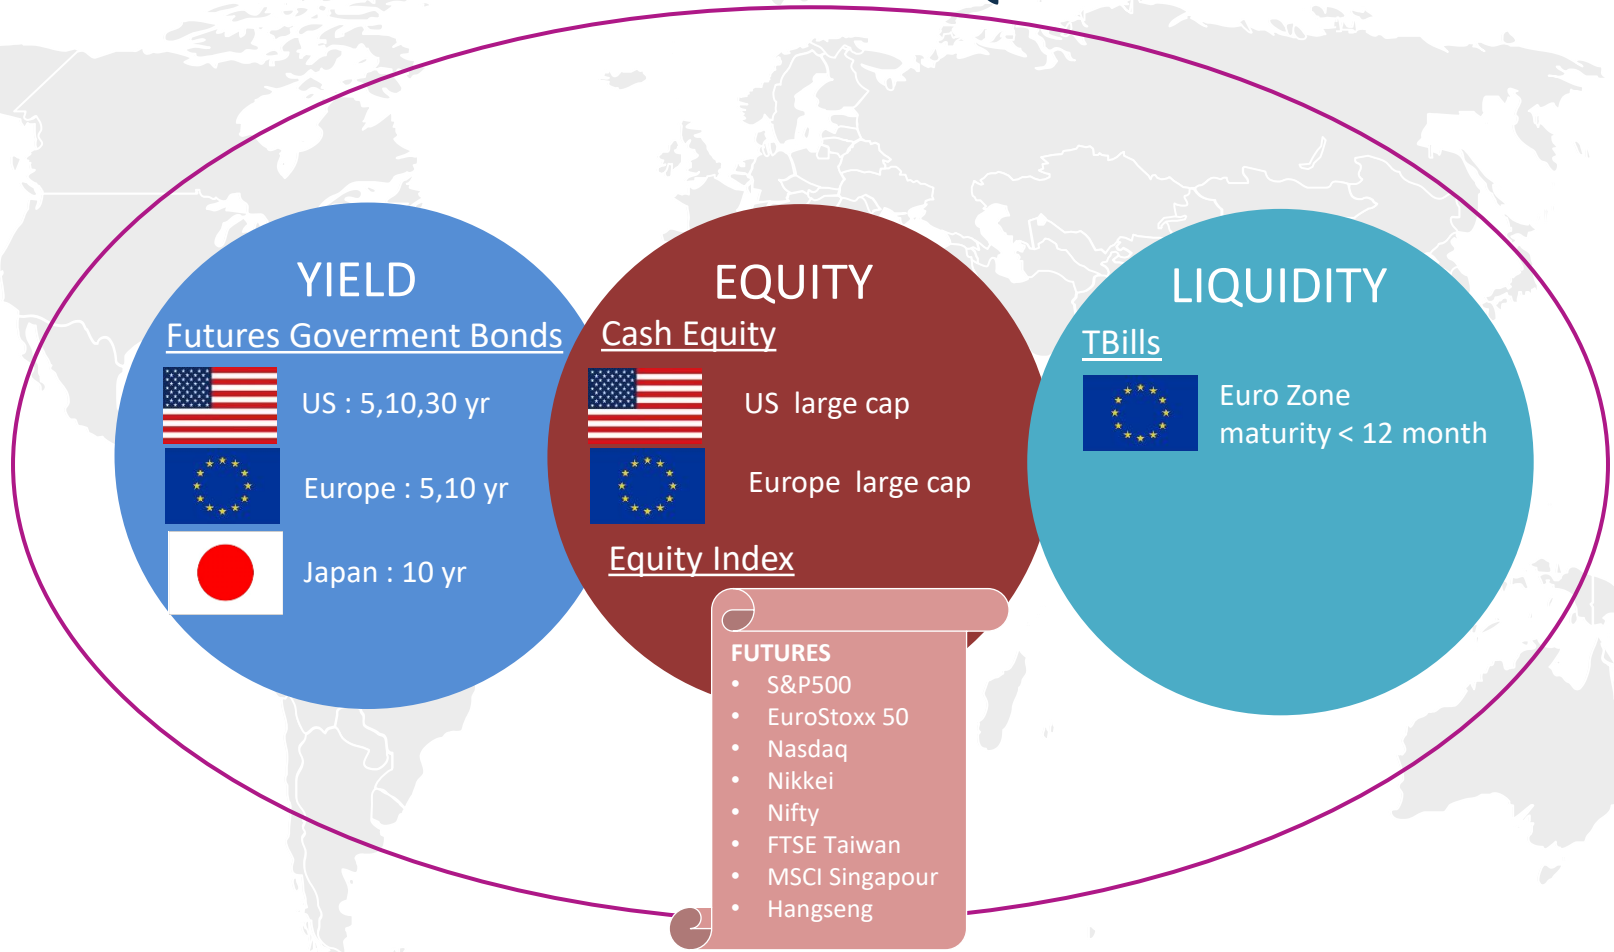 YIELD
Futures Goverment Bonds
US : 5,10,30 yr
Europe : 5,10 yr
Japan : 10 yr
EQUITY
Cash Equity
US large cap
Europe large cap
Equity Index
FUTURES
• S&P500
• EuroStoxx 50
• Nasdaq
• Nikkei
• Nifty
• FTSE Taiwan
• MSCI Singapour
• Hangseng
LIQUIDITY
TBills
Euro Zone
maturity < 12 month